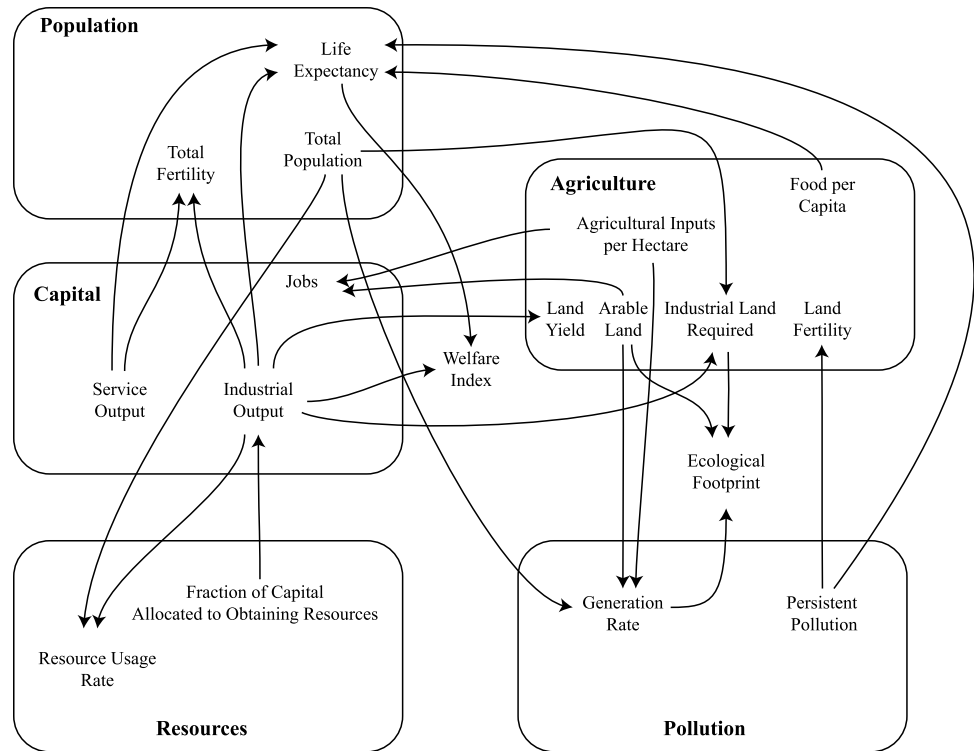 Population
Life
Expectancy
Total
Fertility
Total
Population
Agriculture
Food per
Capita
Agricultural Inputs
per Hectare
Land
Yield
Arable
Land
Industrial Land
Required
Land
Fertility
Capital
Jobs
Service
Output
Industrial
Output
Welfare
Index
Ecological
Footprint
Fraction of Capital
Allocated to Obtaining Resources
Resource Usage
Rate
Resources
Generation
Rate
Persistent
Pollution
Pollution